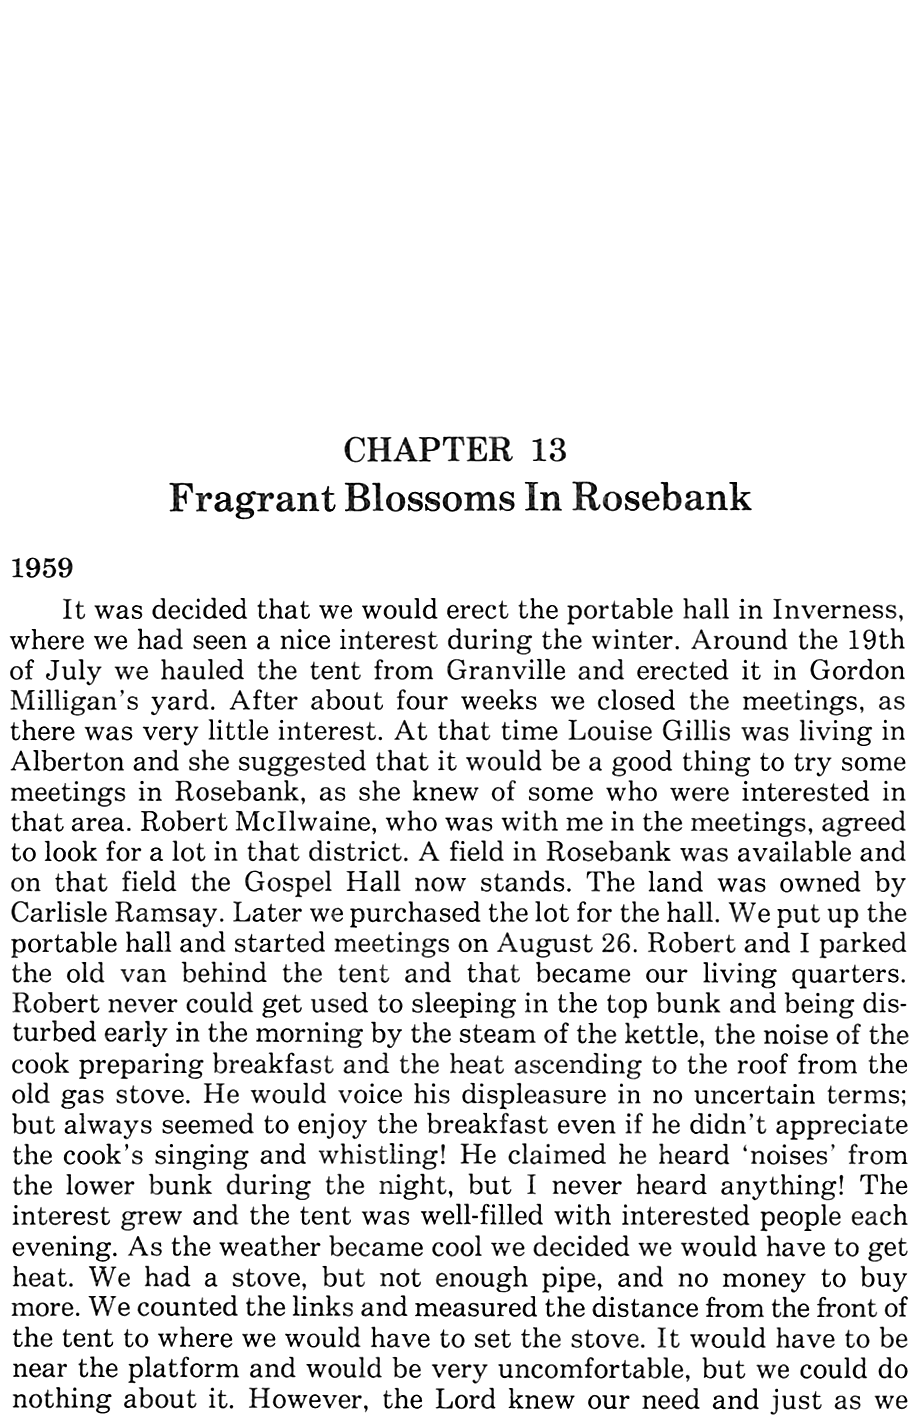 CHAPTER 13
Fragrant Blossoms In Rosebank
1959
It was decided that we would erect the portable hall in Inverness,
where we had seen a nice interest during the winter. Around the 19th
of July we hauled the tent from Granville and erected it in Gordon
Milligan's yard. After about four weeks we closed the meetings, as
there was very little interest. At that time Louise Gillis was living in
Alberton and she suggested that it would be a good thing to try some
meetings in Rosebank, as she knew of some who were interested in
that area. Robert McIlwaine, who was with me in the meetings, agreed
to look for a lot in that district. A field in Rosebank was available and
on that field the Gospel Hall now stands. The land was owned by
Carlisle Ramsay. Later we purchased the lot for the hall. We put up the
portable hall and started meetings on August 26. Robert and I parked
the old van behind the tent and that became our living quarters.
Robert never could get used to sleeping in the top bunk and being dis-
turbed early in the morning by the steam of the kettle, the noise of the
cook preparing breakfast and the heat ascending to the roof from the
old gas stove. He would voice his displeasure in no uncertain terms;
but always seemed to enjoy the breakfast even if he didn't appreciate
the cook's singing and whistling! He claimed he heard 'noises' from
the lower bunk during the night, but I never heard anything! The
interest grew and the tent was well-filled with interested people each
evening. As the weather became cool we decided we would have to get
heat. We had a stove, but not enough pipe, and no money to buy
more. We counted the links and measured the distance from the front of
the tent to where we would have to set the stove. It would have to be
near the platform and would be very uncomfortable, but we could do
nothing about it. However, the Lord knew our need and just as we